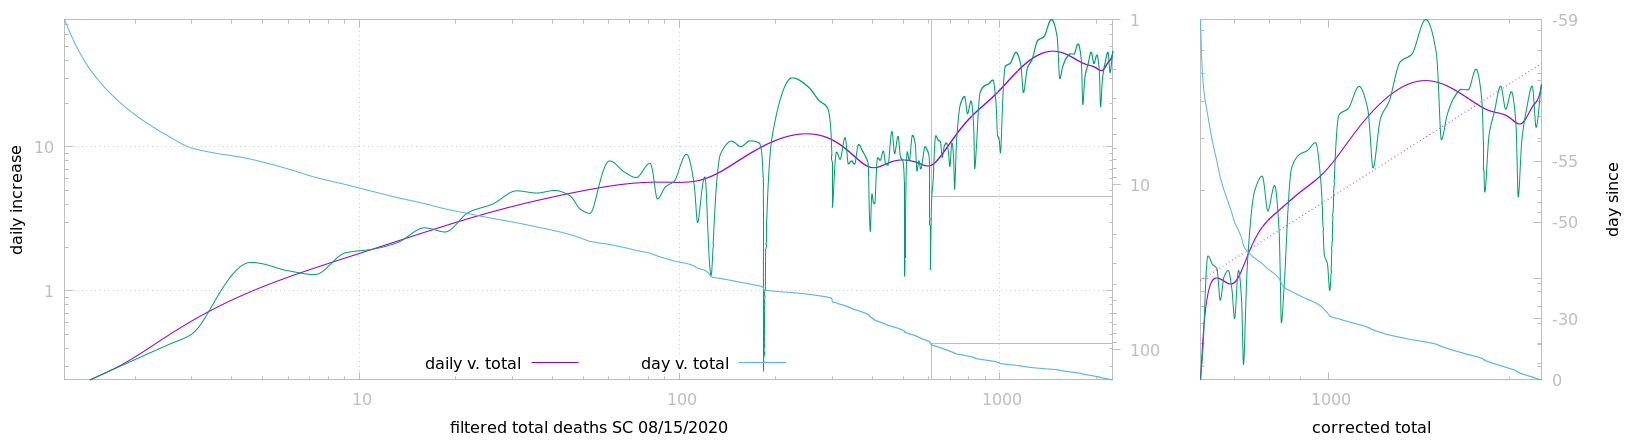 1
-59
10
daily increase
10
-55
day since
-50
1
-30
daily v. total
day v. total
100
0
10
100
1000
1000
filtered total deaths SC 08/15/2020
corrected total